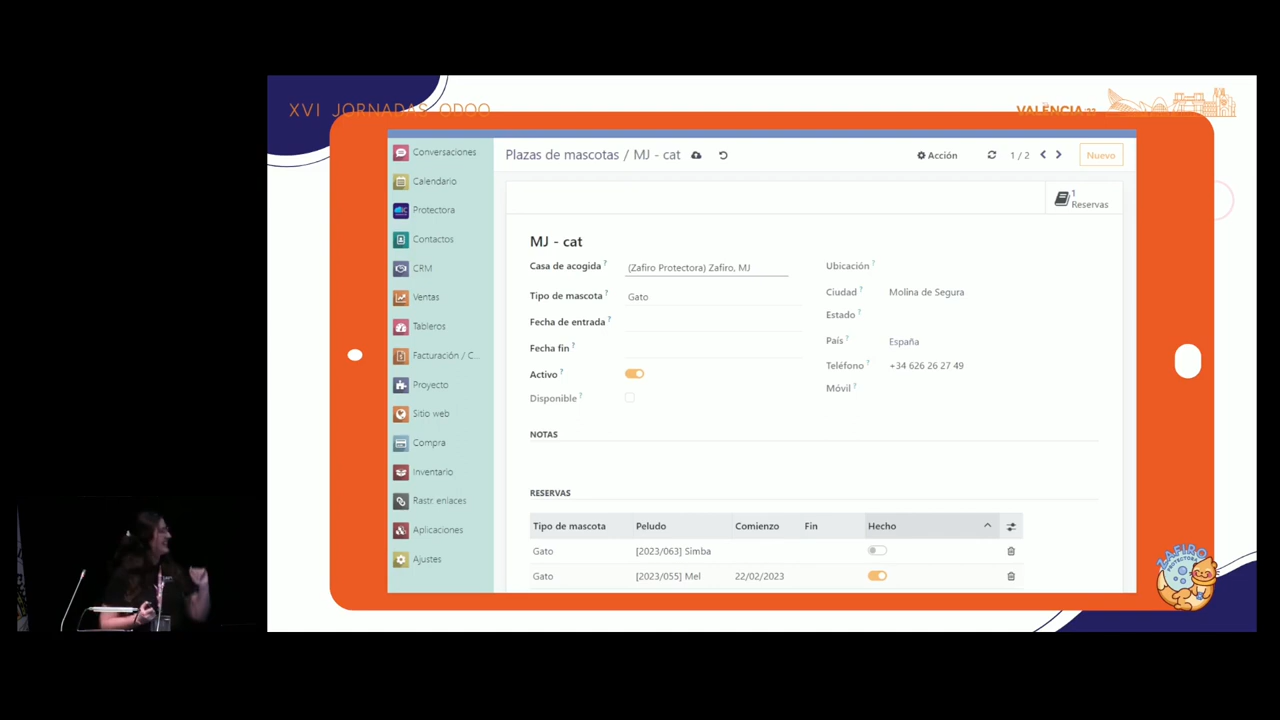 XVI JORNADAS ODOO
VALENCIA 23
Conversaciones
Calendario
Protectora
Contactos
CRM
Ventas
Tableros
Facturación / C...
Proyecto
Sitio web
Compra
Inventario
Rastr. enlaces
Aplicaciones
Ajustes
Plazas de mascotas / MJ - cat
Acción
1 / 2
Nuevo
1
Reservas
MJ - cat
Casa de acogida ? (Zafiro Protectora) Zafiro, MJ
Tipo de mascota ? Gato
Fecha de entrada ?
Fecha fin ?
Activo ?
Disponible ?
Ubicación ?
Ciudad ? Molina de Segura
Estado ?
País ? España
Teléfono ? +34 626 26 27 49
Móvil ?
NOTAS
RESERVAS
Tipo de mascota Peludo Comienzo Fin Hecho
Gato [2023/063] Simba
Gato [2023/055] Mel 22/02/2023
ZAFIRO
PROTECTORA